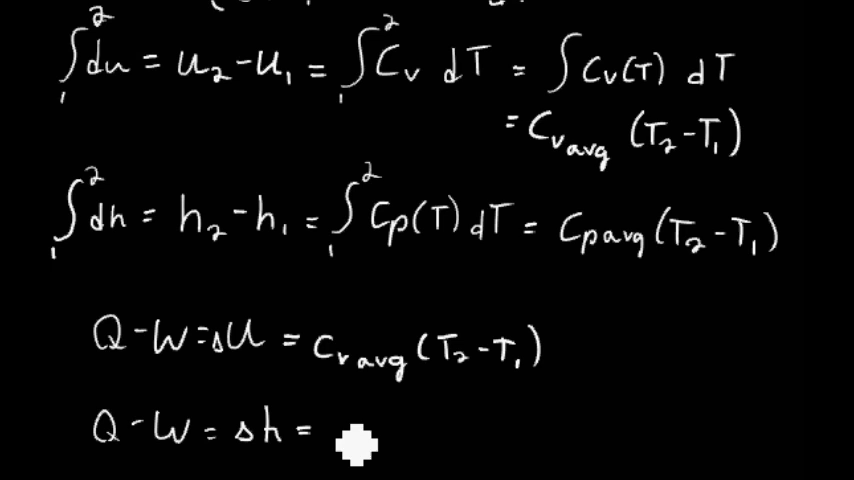 ∫₁² du = u₂ - u₁ = ∫₁² Cᵥ dT = ∫ Cᵥ(T) dT
= Cᵥ avg (T₂ - T₁)
∫₁² dh = h₂ - h₁ = ∫₁² Cp(T) dT = Cp avg (T₂ - T₁)
Q - W = ΔU = Cᵥ avg (T₂ - T₁)
Q - W = Δh =